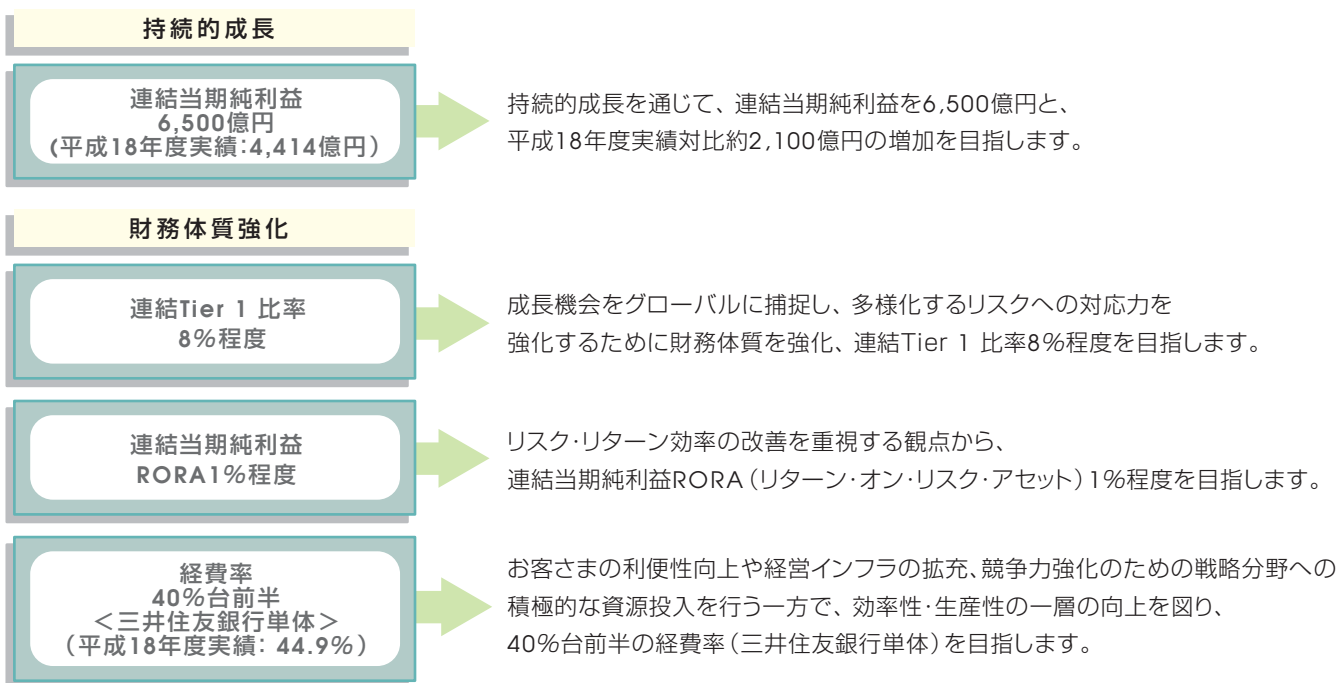 持続的成長
連結当期純利益
6,500億円
(平成18年度実績:4,414億円)
持続的成長を通じて、連結当期純利益を6,500億円と、
平成18年度実績対比約2,100億円の増加を目指します。
財務体質強化
連結Tier 1 比率
8%程度
成長機会をグローバルに捕捉し、多様化するリスクへの対応力を
強化するために財務体質を強化、連結Tier 1 比率8%程度を目指します。
連結当期純利益
RORA1%程度
リスク・リターン効率の改善を重視する観点から、
連結当期純利益RORA(リターン・オン・リスク・アセット)1%程度を目指します。
経費率
40%台前半
<三井住友銀行単体>
(平成18年度実績: 44.9%)
お客さまの利便性向上や経営インフラの拡充、競争力強化のための戦略分野への
積極的な資源投入を行う一方で、効率性・生産性の一層の向上を図り、
40%台前半の経費率(三井住友銀行単体)を目指します。